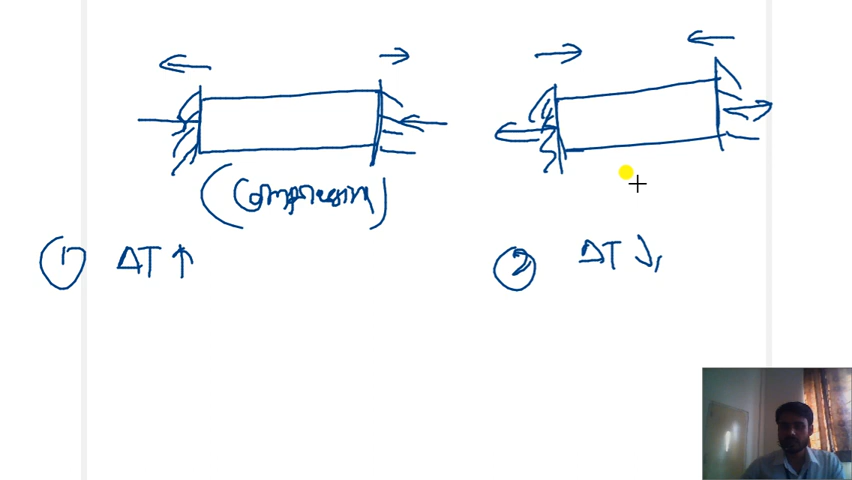 (Compression)
① ΔT ↑
② ΔT ↓